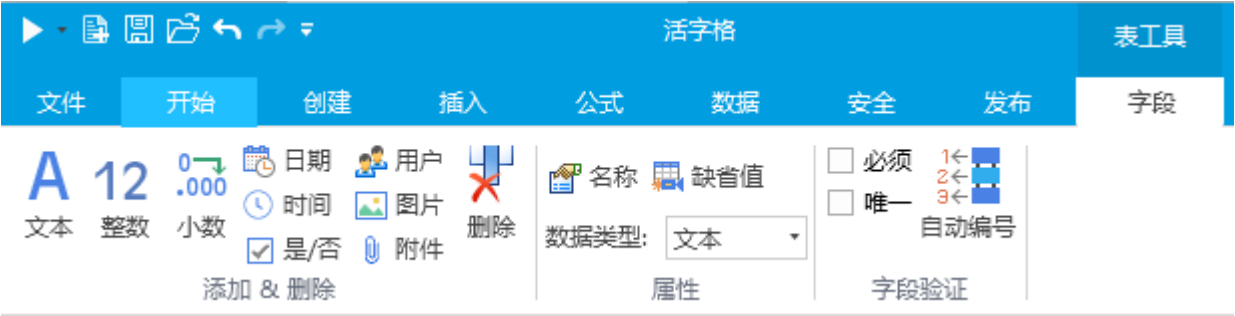 活字格 表工具
文件 开始 创建 插入 公式 数据 安全 发布 字段
A 12 0 .000 日期 用户 名称 缺省值 必须 1 2 3
文本 整数 小数 时间 图片 删除 数据类型: 文本 唯一 自动编号
是/否 附件
添加 & 删除 属性 字段验证